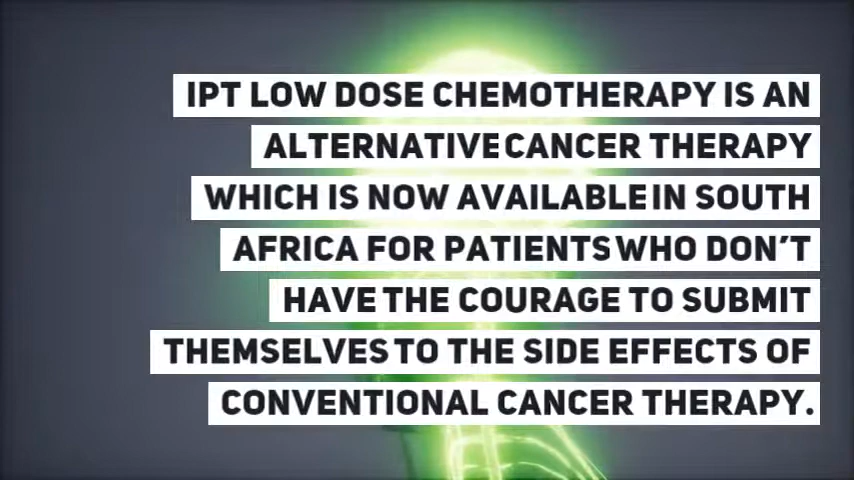 IPT LOW DOSE CHEMOTHERAPY IS AN
ALTERNATIVE CANCER THERAPY
WHICH IS NOW AVAILABLE IN SOUTH
AFRICA FOR PATIENTS WHO DON'T
HAVE THE COURAGE TO SUBMIT
THEMSELVES TO THE SIDE EFFECTS OF
CONVENTIONAL CANCER THERAPY.